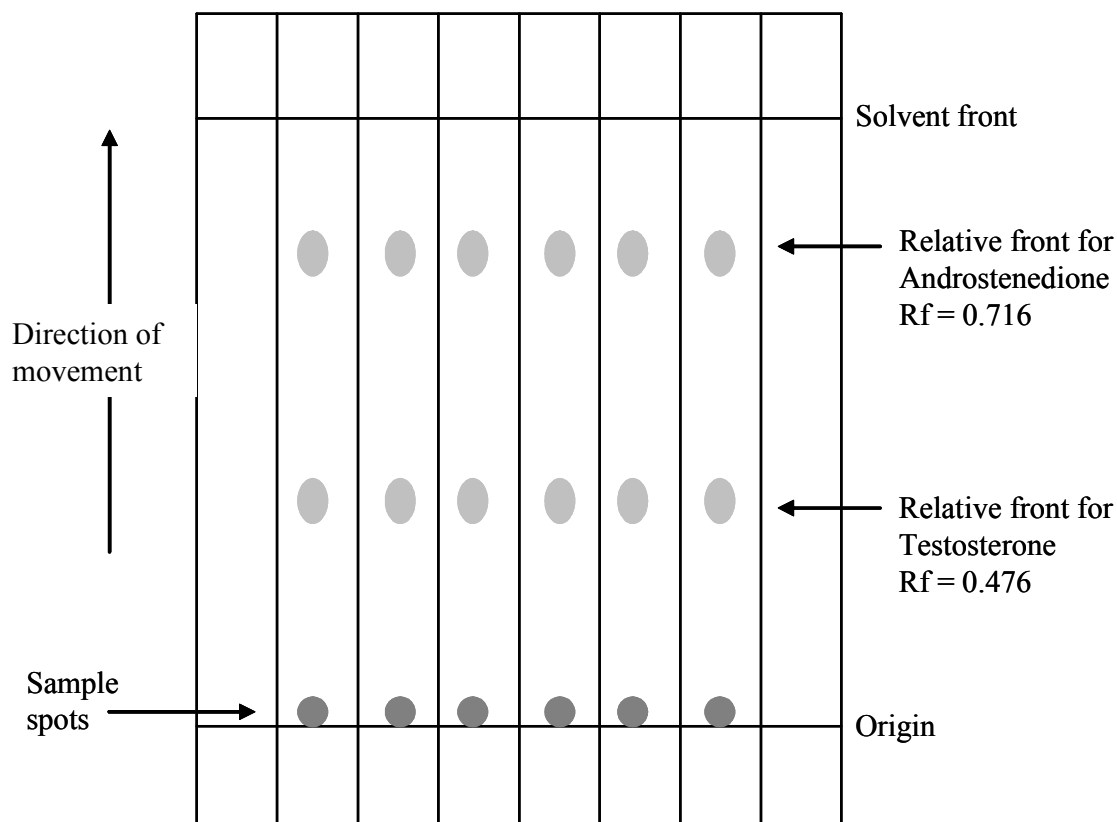 Solvent front
Relative front for
Androstenedione
Rf = 0.716
Direction of
movement
Relative front for
Testosterone
Rf = 0.476
Sample
spots
Origin